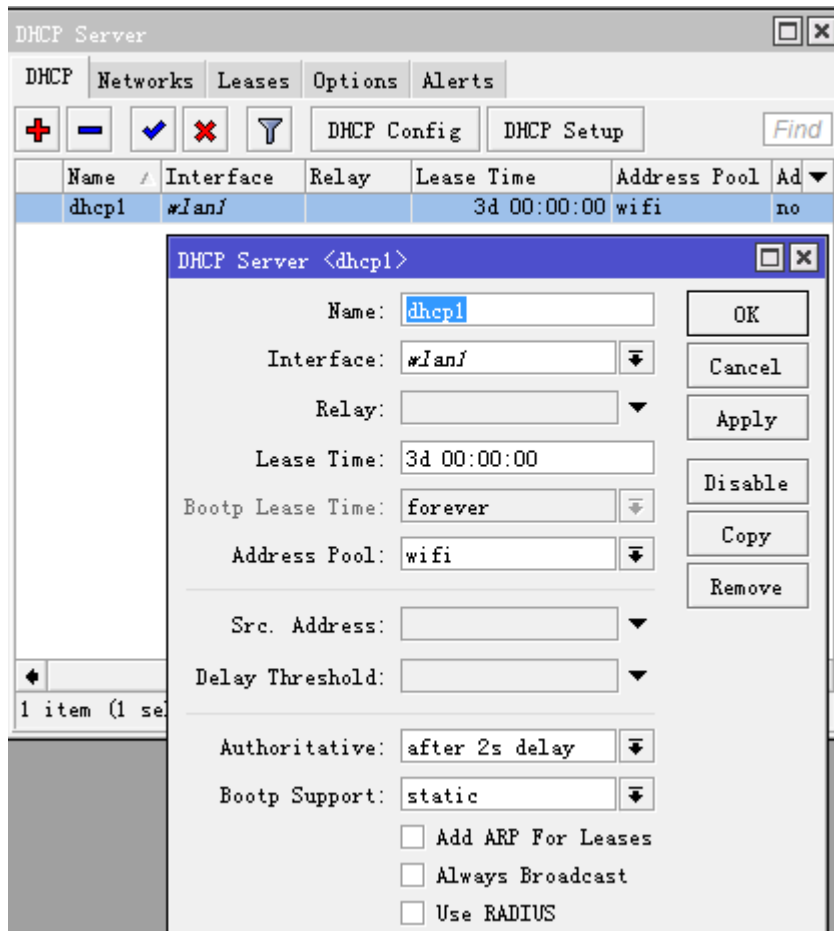 DHCP Server
DHCP Networks Leases Options Alerts
DHCP Config DHCP Setup Find
Name Interface Relay Lease Time Address Pool Ad
dhcp1 wlan1 3d 00:00:00 wifi no
DHCP Server <dhcp1>
Name: dhcp1 OK
Interface: wlan1 Cancel
Relay: Apply
Lease Time: 3d 00:00:00
Disable
Bootp Lease Time: forever
Copy
Address Pool: wifi
Remove
Src. Address:
Delay Threshold:
1 item (1 sel
Authoritative: after 2s delay
Bootp Support: static
Add ARP For Leases
Always Broadcast
Use RADIUS